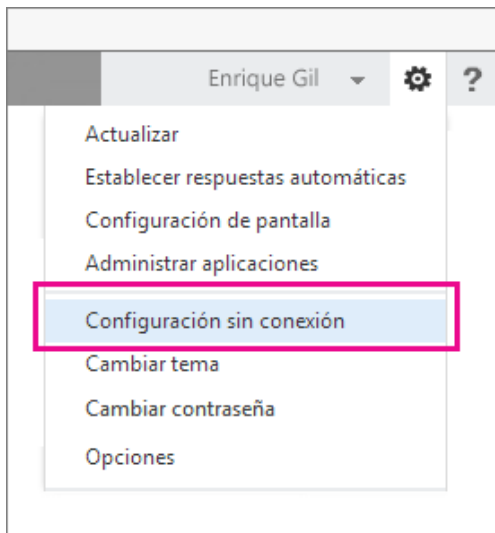 Enrique Gil
?
Actualizar
Establecer respuestas automáticas
Configuración de pantalla
Administrar aplicaciones
Configuración sin conexión
Cambiar tema
Cambiar contraseña
Opciones